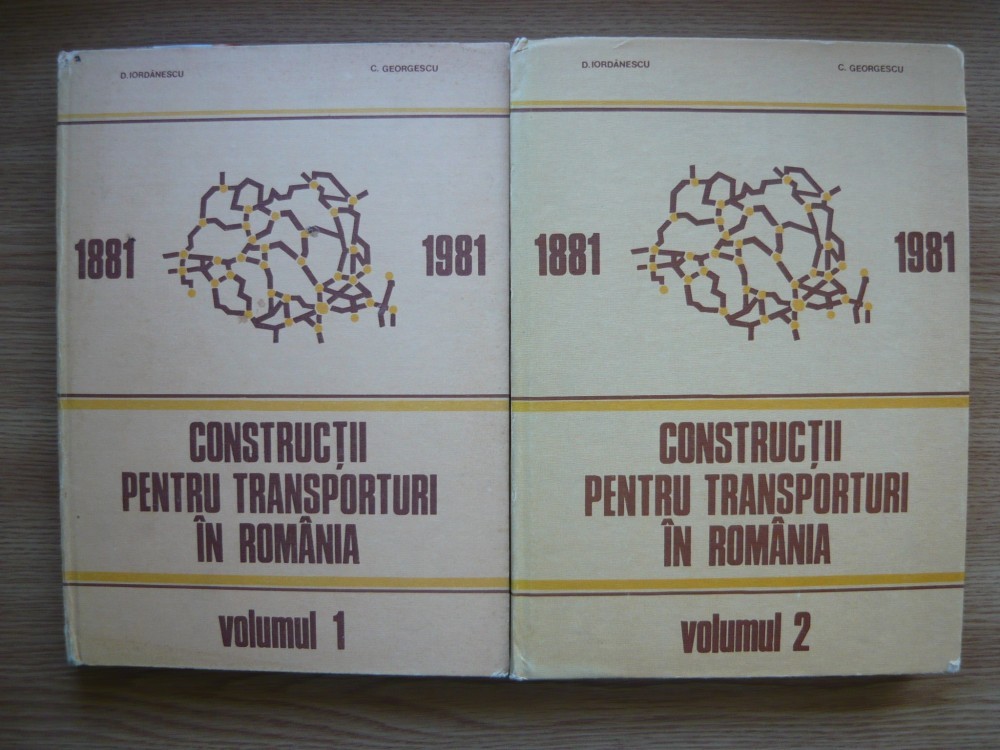 D. IORDĂNESCU C. GEORGESCU
1881 1981
CONSTRUCȚII
PENTRU TRANSPORTURI
ÎN ROMÂNIA
volumul 1
D. IORDĂNESCU C. GEORGESCU
1881 1981
CONSTRUCȚII
PENTRU TRANSPORTURI
ÎN ROMÂNIA
volumul 2